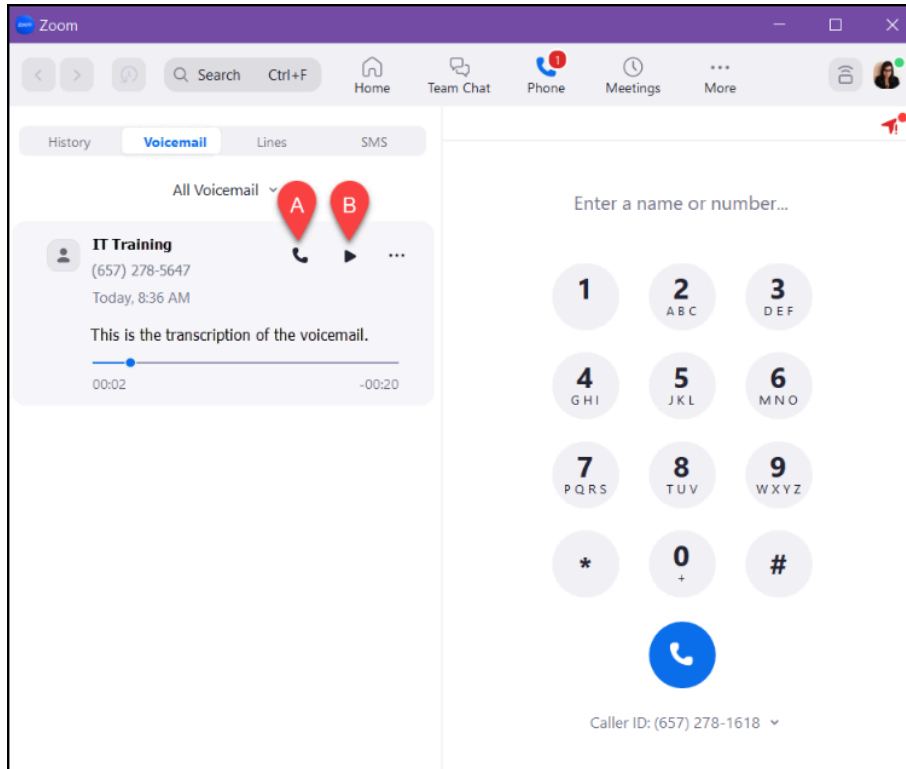 zoom Zoom
Search Ctrl+F
Home
Team Chat
1
Phone
Meetings
More
History Voicemail Lines SMS
All Voicemail
A B
IT Training
(657) 278-5647
Today, 8:36 AM
This is the transcription of the voicemail.
00:02 -00:20
Enter a name or number...
1 2 3
ABC DEF
4 5 6
GHI JKL MNO
7 8 9
PQRS TUV WXYZ
* 0 #
+
Caller ID: (657) 278-1618